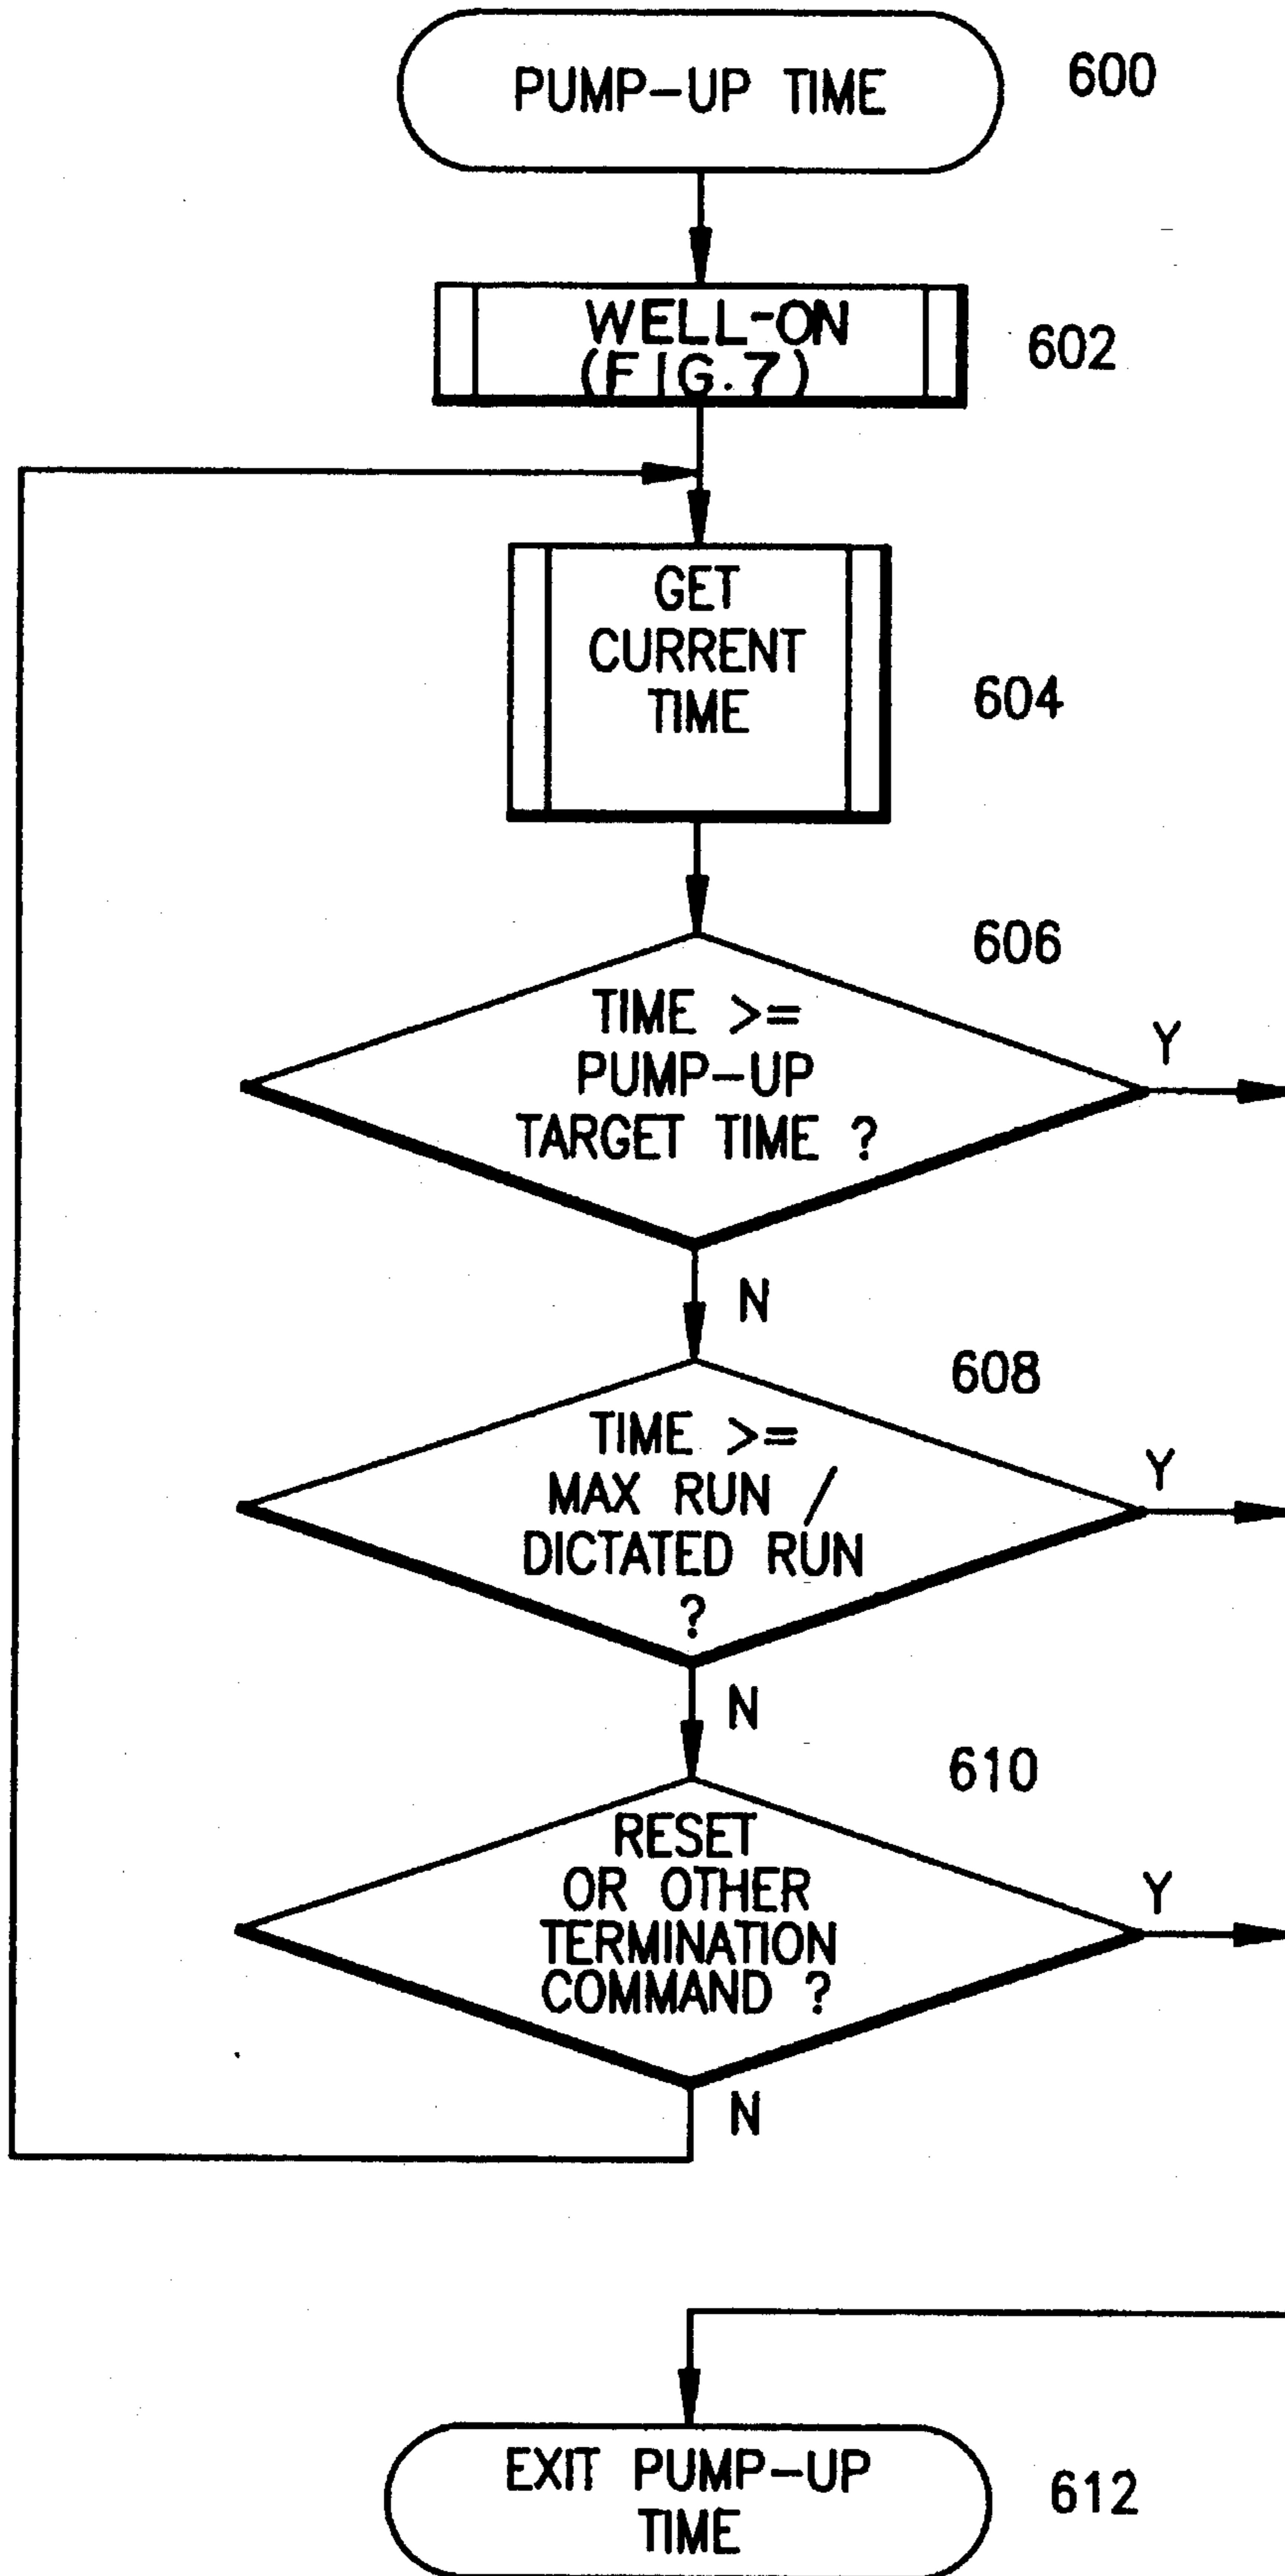 PUMP-UP TIME
600
WELL-ON
(FIG.7)
602
GET
CURRENT
TIME
604
606
TIME >=
PUMP-UP
TARGET TIME ?
Y
N
608
TIME >=
MAX RUN /
DICTATED RUN
?
Y
N
610
RESET
OR OTHER
TERMINATION
COMMAND ?
Y
N
EXIT PUMP-UP
TIME
612